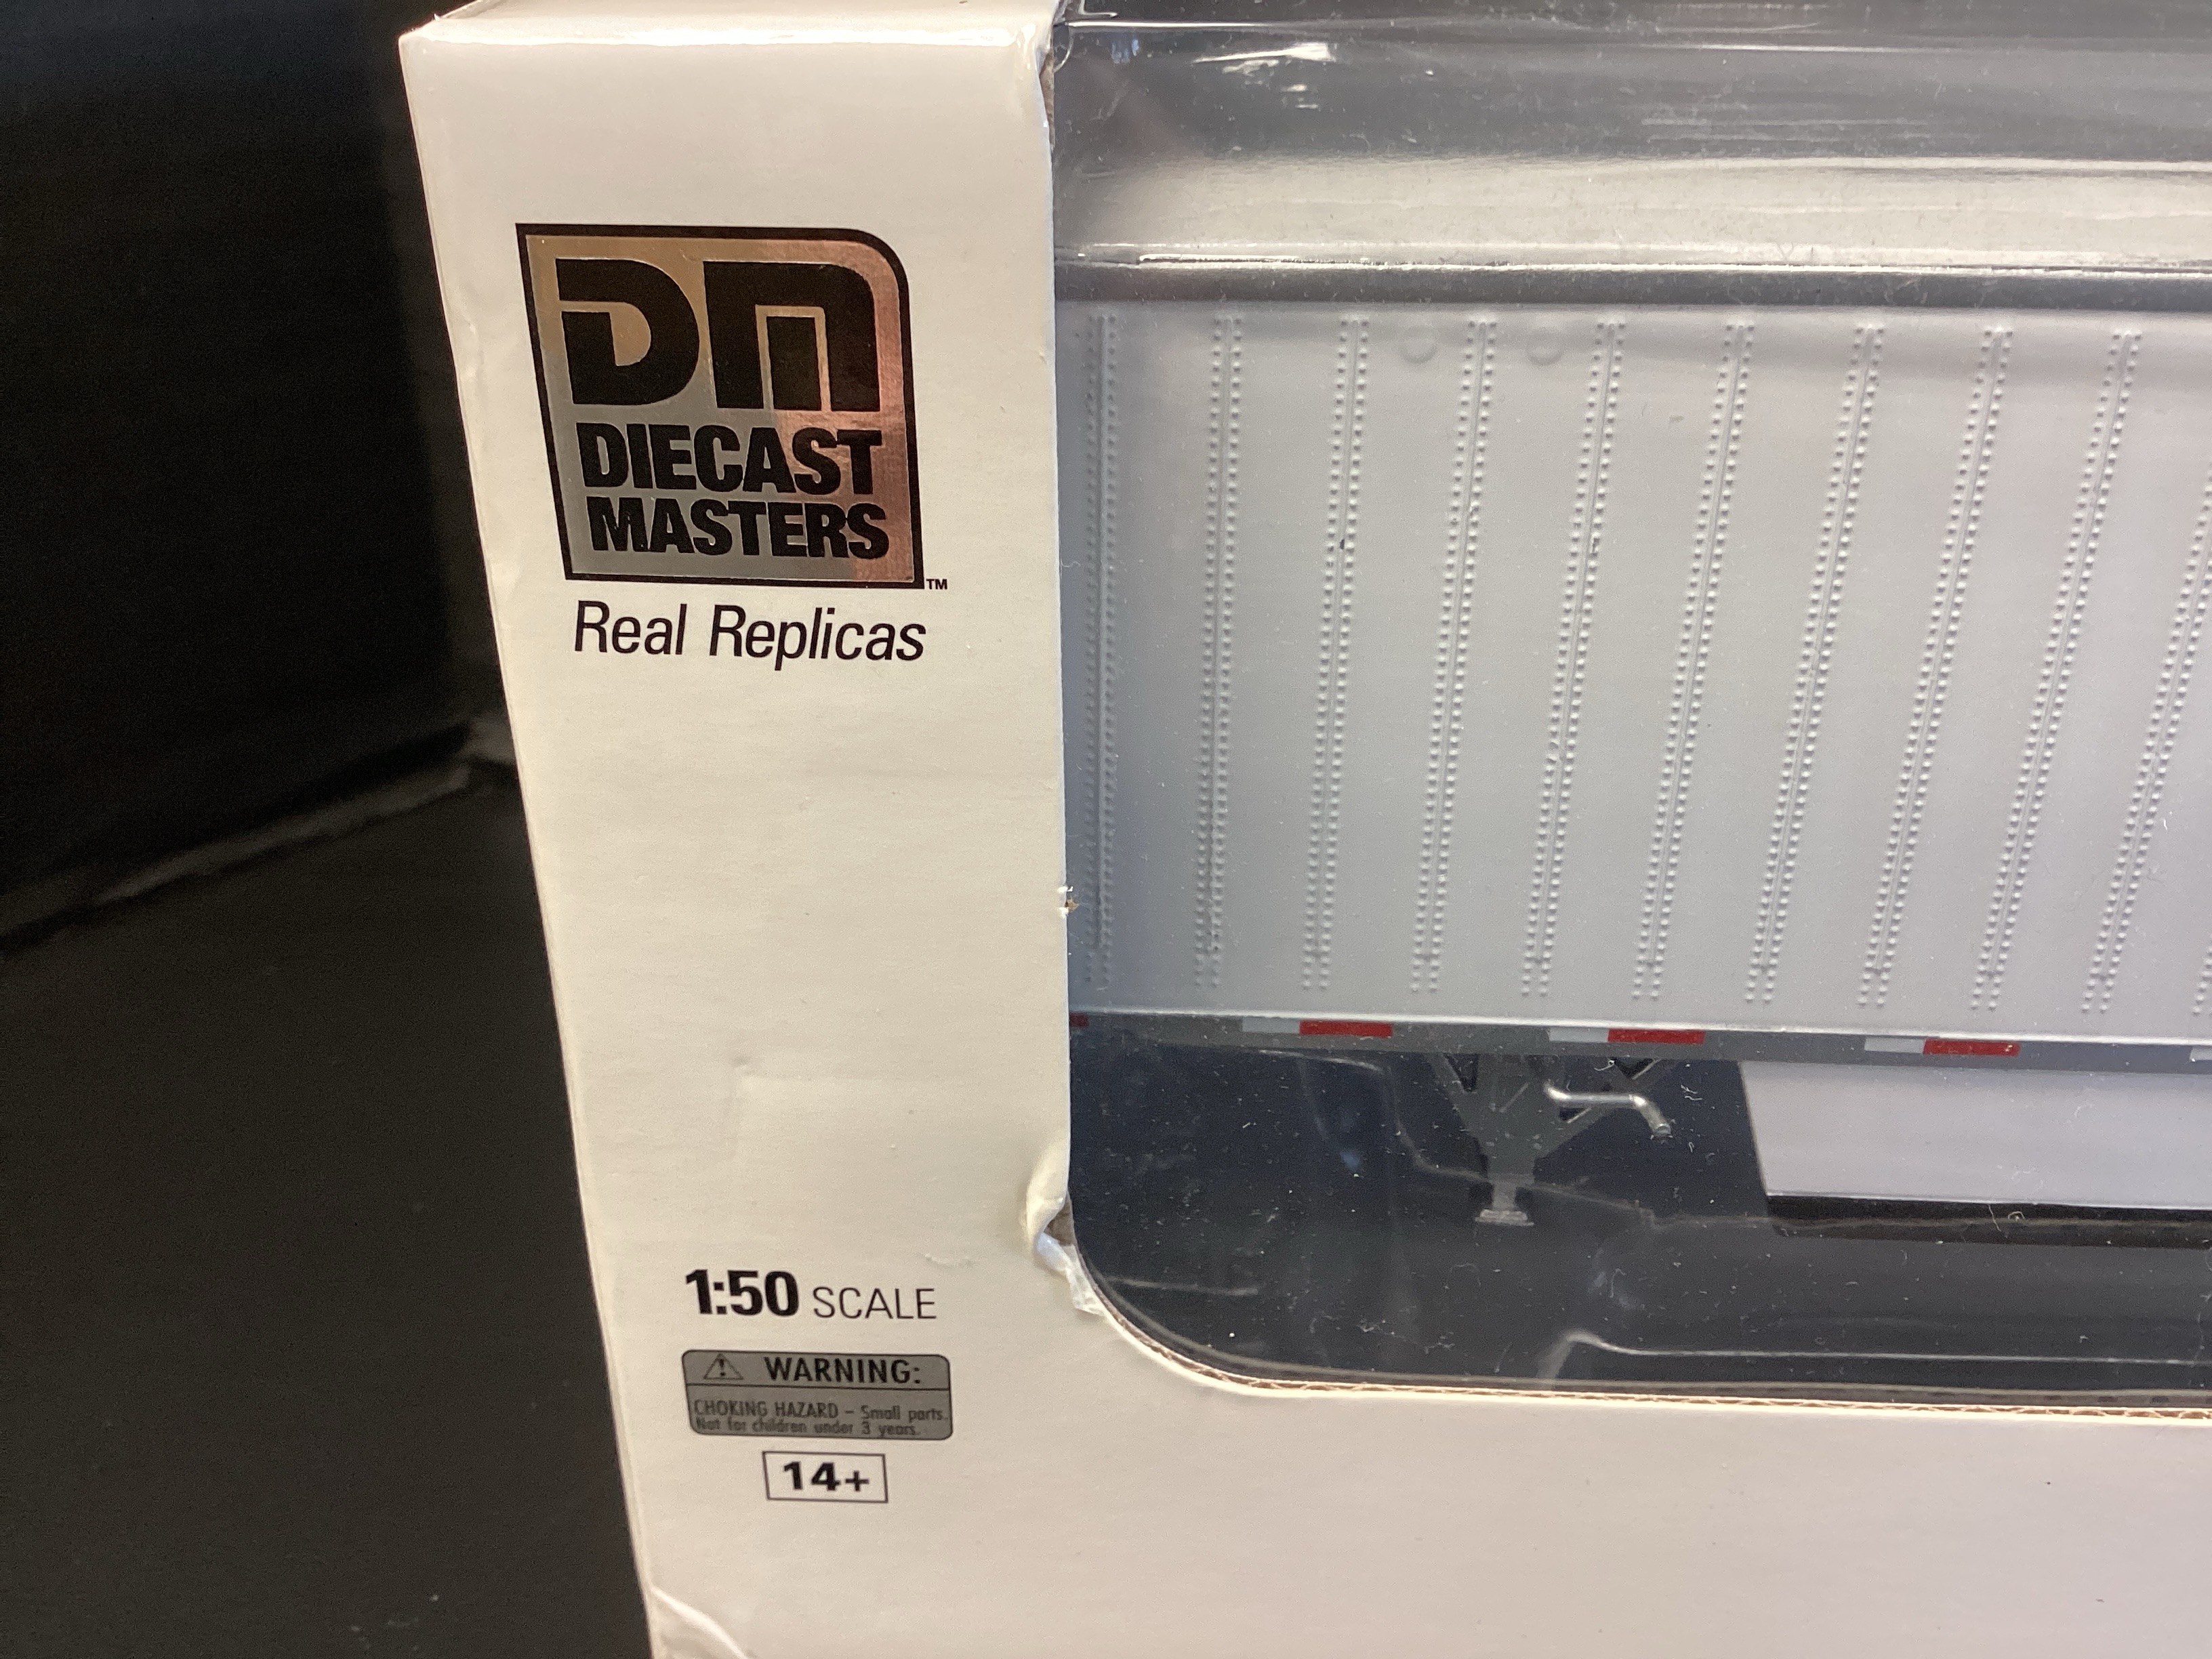 DM
DIECAST
MASTERS
TM
Real Replicas
1:50 SCALE
WARNING:
CHOKING HAZARD – Small parts.
Not for children under 3 years.
14+